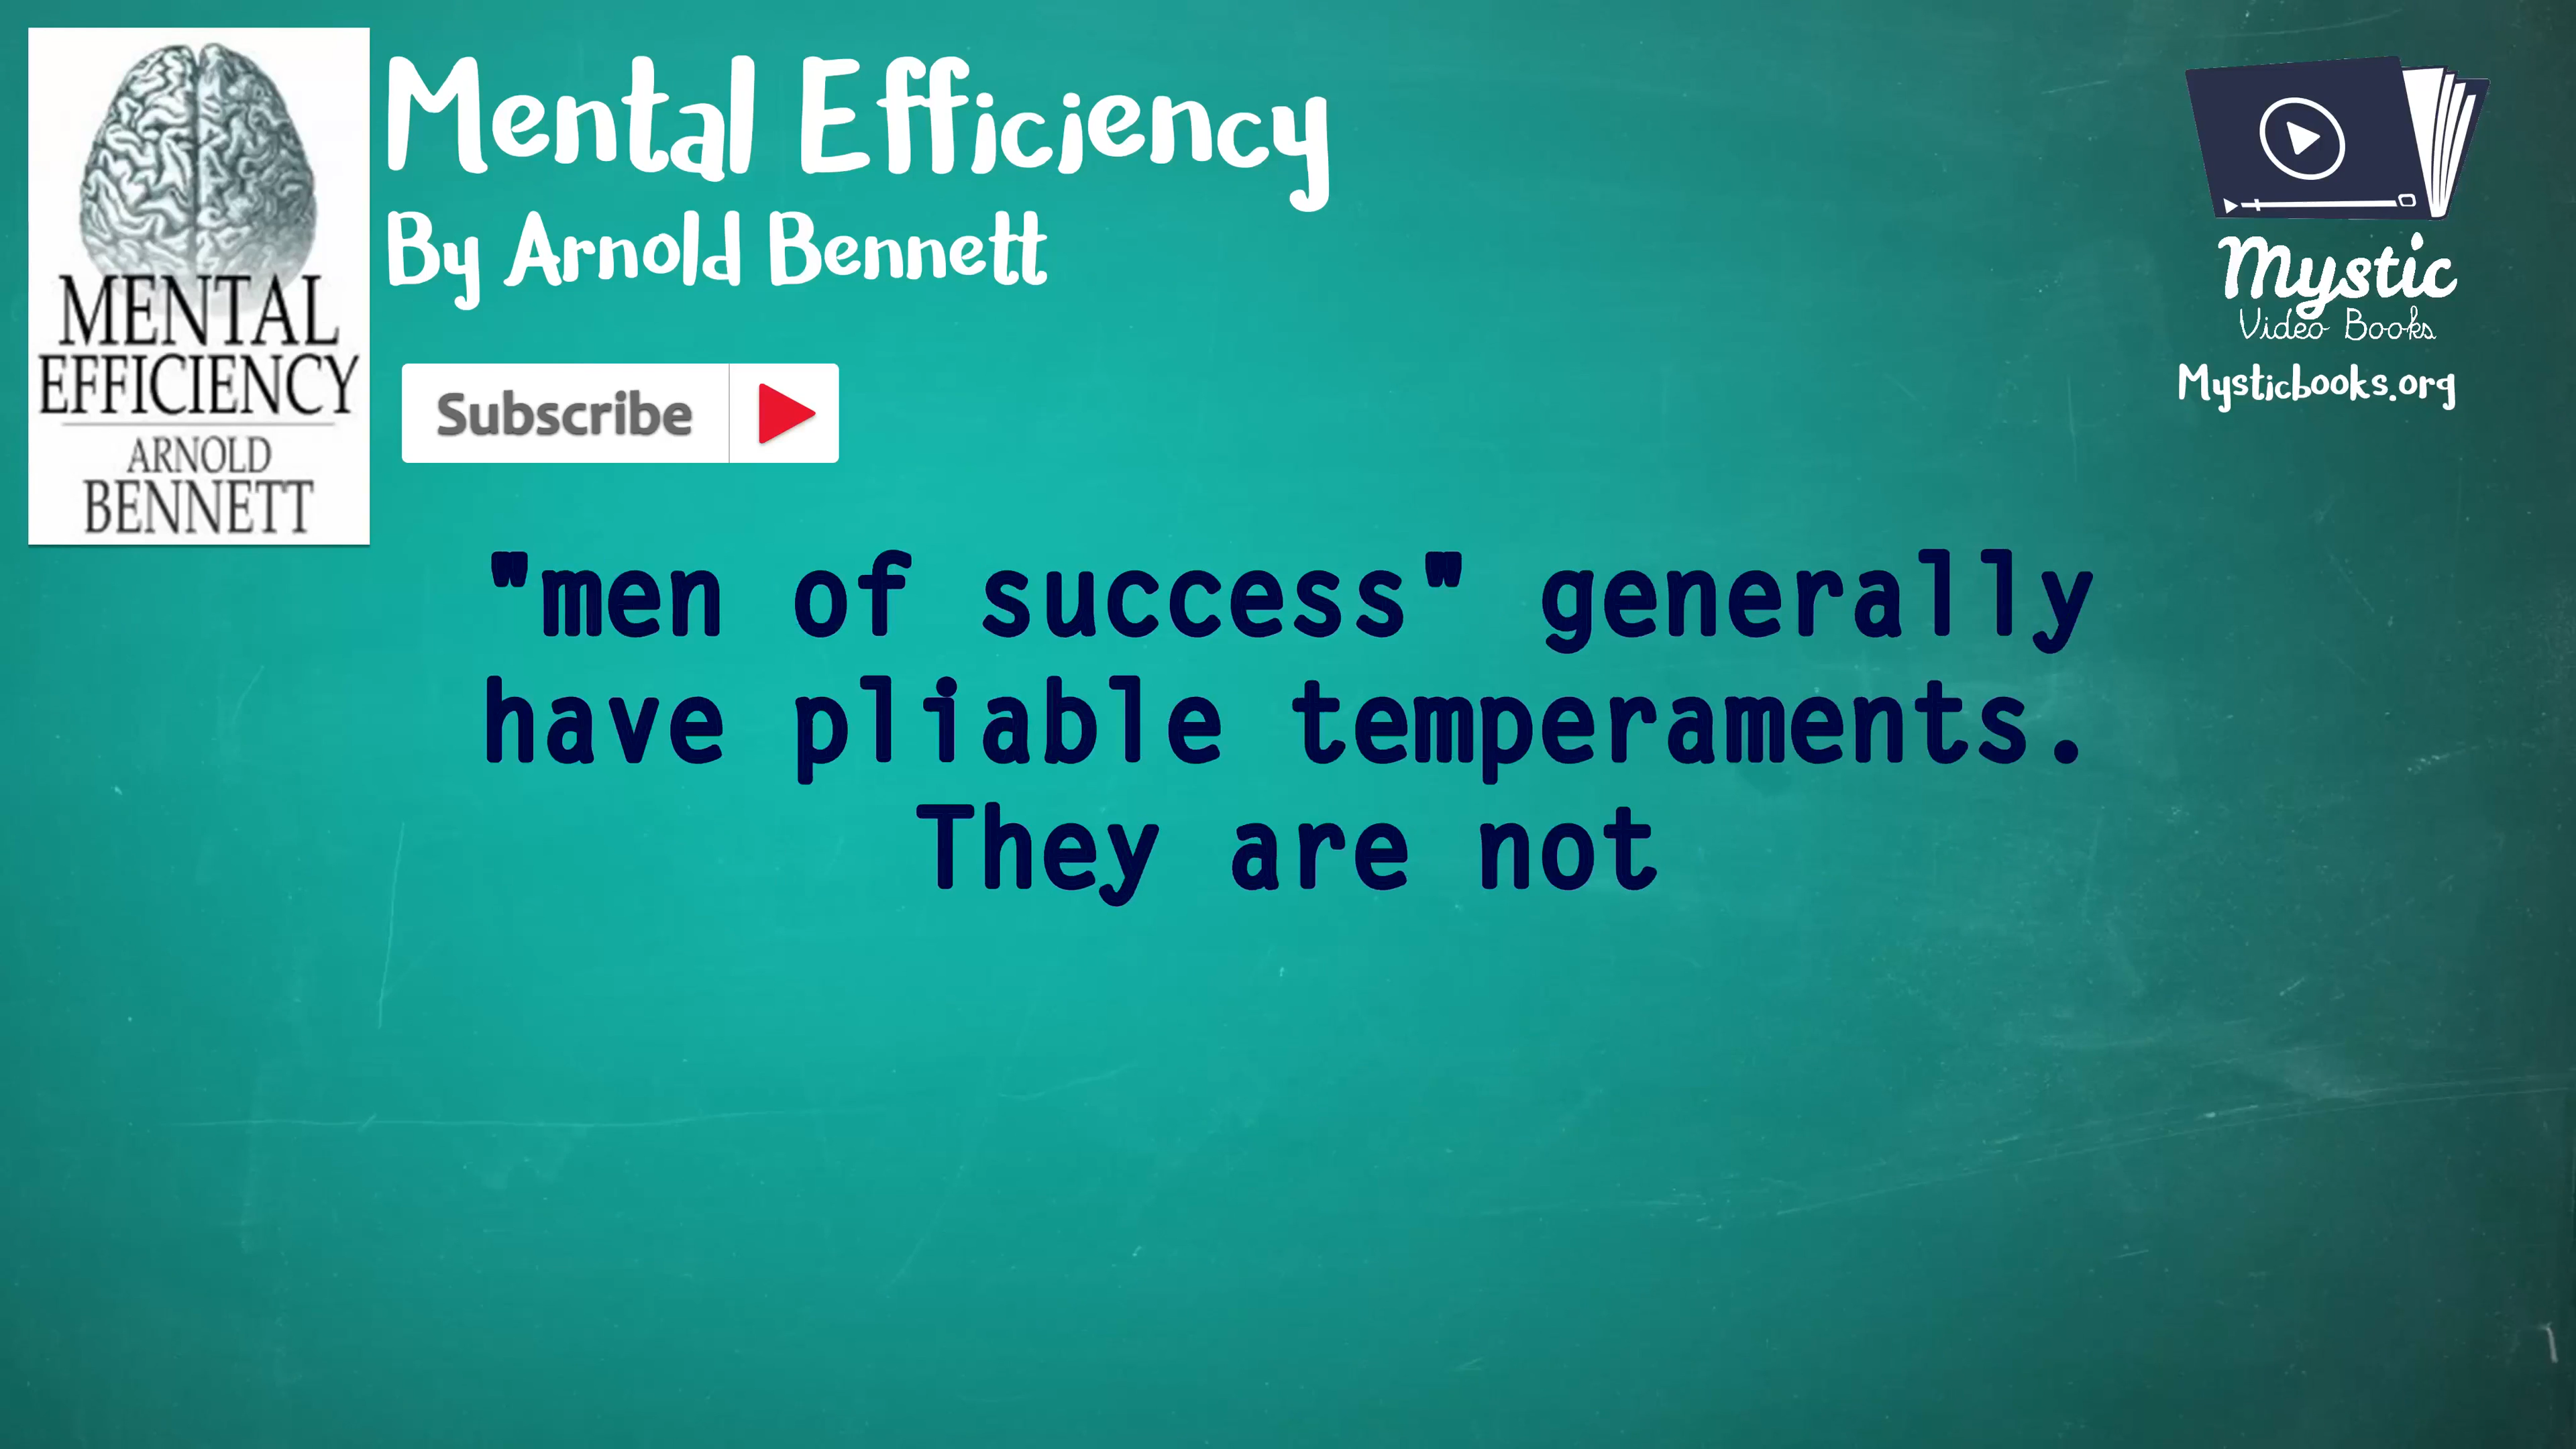 MENTAL
EFFICIENCY
ARNOLD
BENNETT
Mental Efficiency
By Arnold Bennett
Subscribe
Mystic
Video Books
Mysticbooks.org
"men of success" generally
have pliable temperaments.
They are not